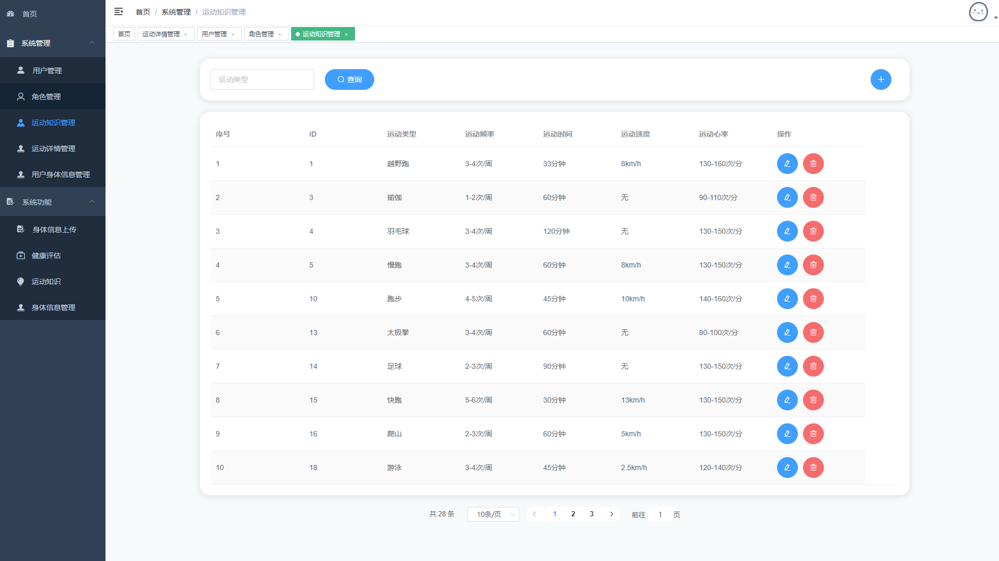 首页
系统管理
用户管理
角色管理
运动知识管理
运动详情管理
用户身体信息管理
系统功能
身体信息上传
健康评估
运动知识
身体信息管理
首页 / 系统管理 / 运动知识管理
首页 运动详情管理 × 用户管理 × 角色管理 × 运动知识管理 ×
运动类型 查询
序号 ID 运动类型 运动频率 运动时间 运动速度 运动心率 操作
1 1 越野跑 3-4次/周 33分钟 8km/h 130-160次/分
2 3 瑜伽 1-2次/周 60分钟 无 90-110次/分
3 4 羽毛球 3-4次/周 120分钟 无 130-150次/分
4 5 慢跑 3-4次/周 60分钟 8km/h 130-150次/分
5 10 跑步 4-5次/周 45分钟 10km/h 140-160次/分
6 13 太极拳 3-4次/周 60分钟 无 80-100次/分
7 14 足球 2-3次/周 90分钟 无 130-150次/分
8 15 快跑 5-6次/周 30分钟 13km/h 130-150次/分
9 16 爬山 2-3次/周 60分钟 5km/h 130-150次/分
10 18 游泳 3-4次/周 45分钟 2.5km/h 120-140次/分
共 28 条 10条/页 1 2 3 前往 1 页